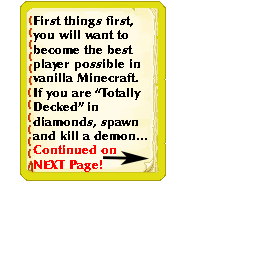 First things first,
you will want to
become the best
player possible in
vanilla Minecraft.
If you are “Totally
Decked” in
diamonds, spawn
and kill a demon...
Continued on
NEXT Page!